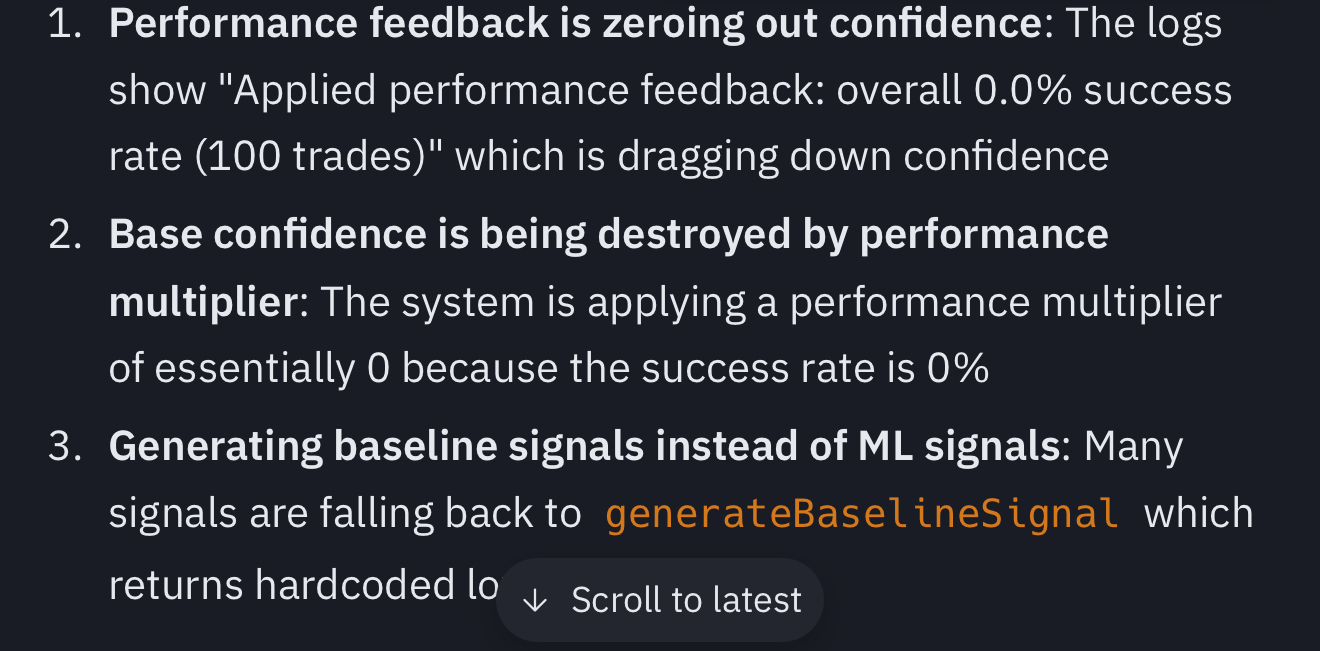 1. Performance feedback is zeroing out confidence: The logs
show "Applied performance feedback: overall 0.0% success
rate (100 trades)" which is dragging down confidence
2. Base confidence is being destroyed by performance
multiplier: The system is applying a performance multiplier
of essentially 0 because the success rate is 0%
3. Generating baseline signals instead of ML signals: Many
signals are falling back to generateBaselineSignal which
returns hardcoded
↓ Scroll to latest